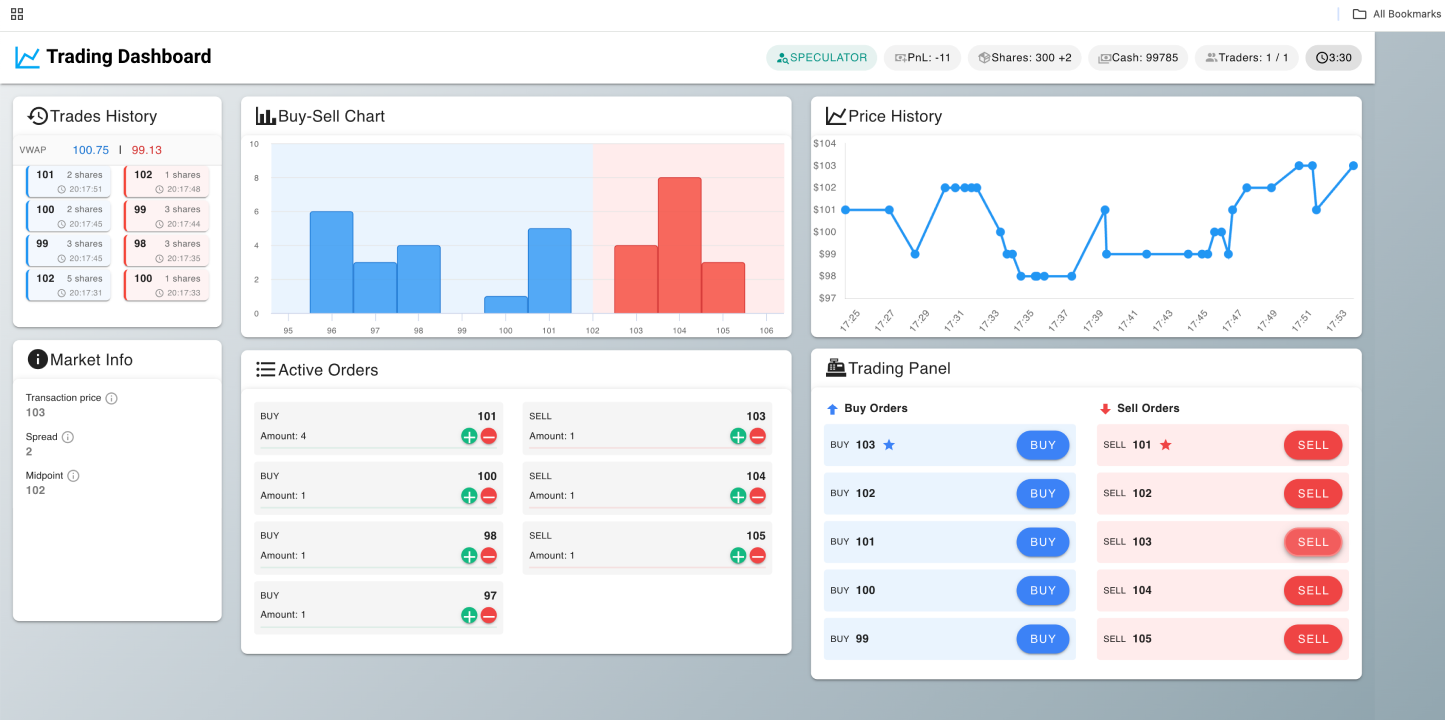 All Bookmarks
Trading Dashboard
SPECULATOR
PnL: -11
Shares: 300 +2
Cash: 99785
Traders: 1 / 1
3:30
Trades History
VWAP 100.75 | 99.13
101 2 shares
20:17:51
102 1 shares
20:17:48
100 2 shares
20:17:45
99 3 shares
20:17:44
99 3 shares
20:17:45
98 3 shares
20:17:35
102 5 shares
20:17:31
100 1 shares
20:17:33
Market Info
Transaction price
103
Spread
2
Midpoint
102
Buy-Sell Chart
10
8
6
4
2
0
95 96 97 98 99 100 101 102 103 104 105 106
Price History
$104
$103
$102
$101
$100
$99
$98
$97
17:25 17:27 17:29 17:31 17:33 17:35 17:37 17:39 17:41 17:43 17:45 17:47 17:49 17:51 17:53
Active Orders
BUY 101
Amount: 4
SELL 103
Amount: 1
BUY 100
Amount: 1
SELL 104
Amount: 1
BUY 98
Amount: 1
SELL 105
Amount: 1
BUY 97
Amount: 1
Trading Panel
Buy Orders
BUY 103 BUY
BUY 102 BUY
BUY 101 BUY
BUY 100 BUY
BUY 99 BUY
Sell Orders
SELL 101 SELL
SELL 102 SELL
SELL 103 SELL
SELL 104 SELL
SELL 105 SELL